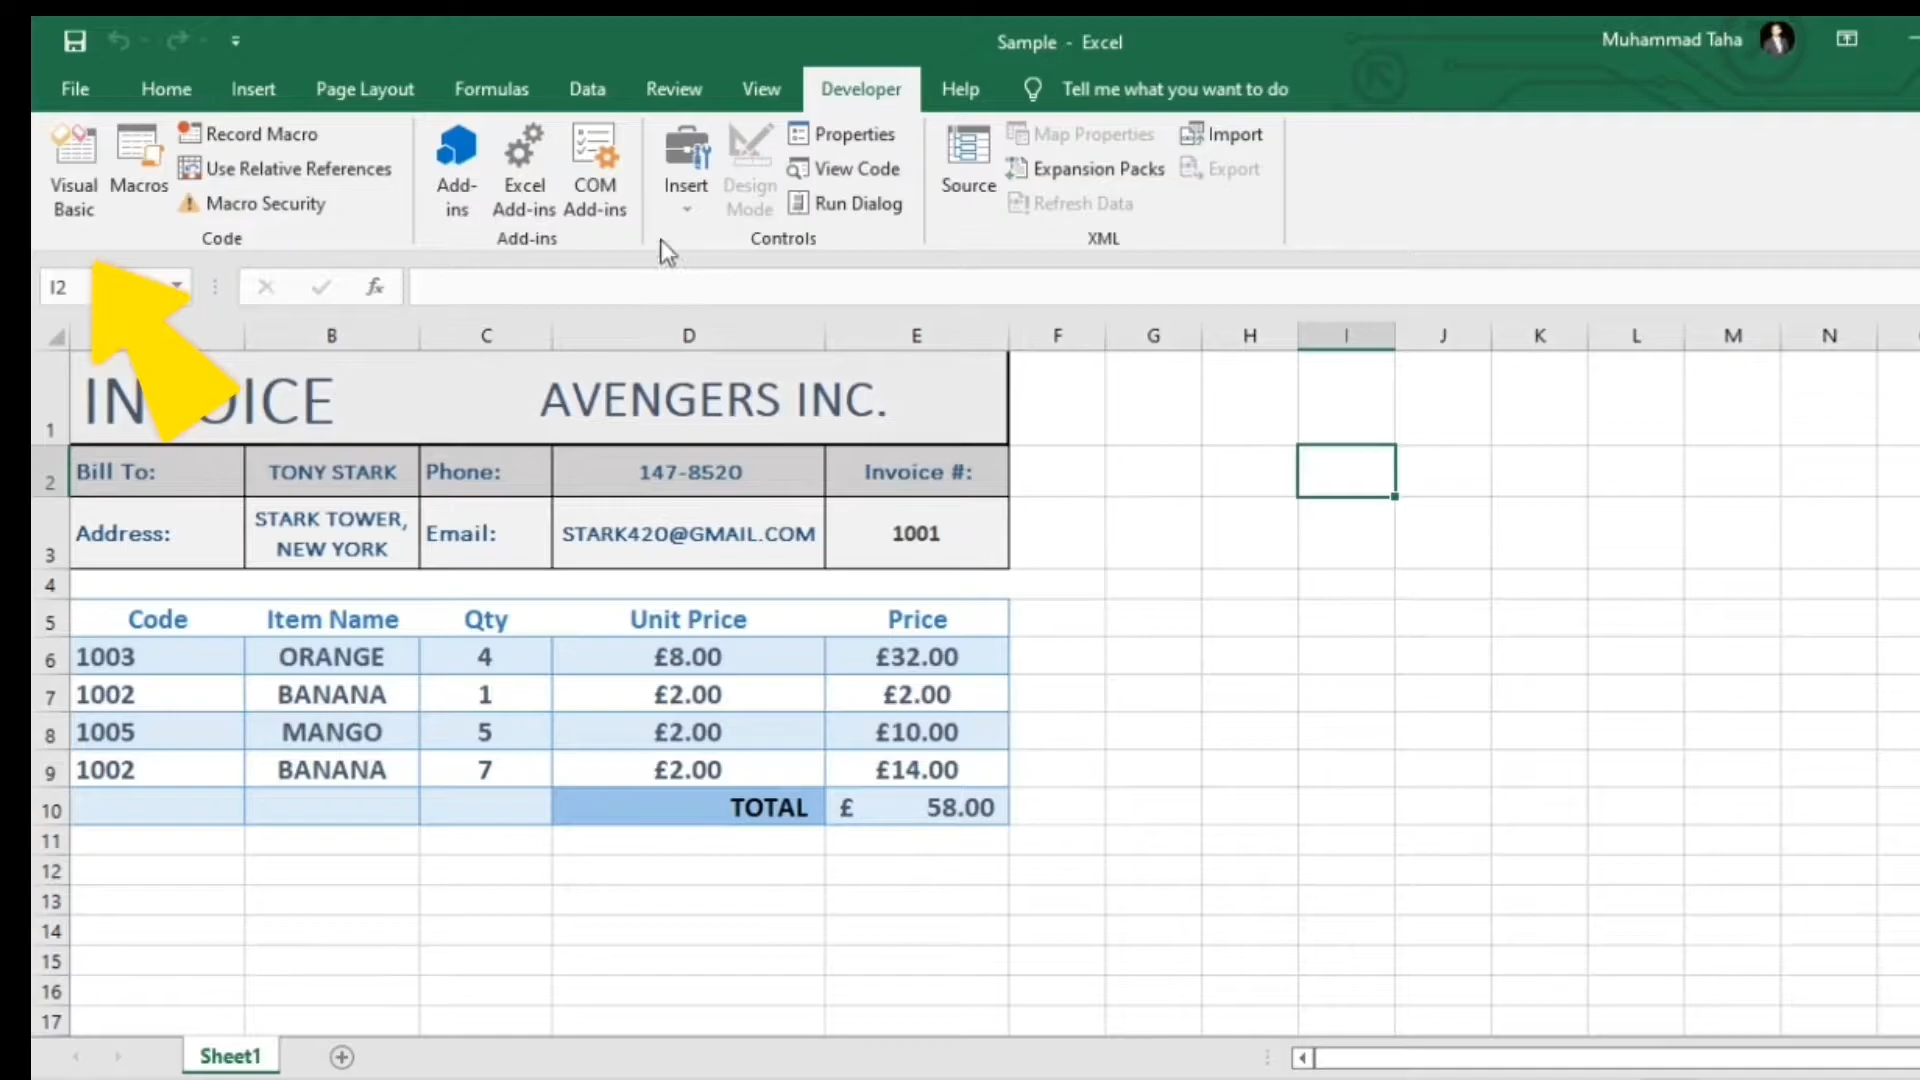 Sample - Excel
Muhammad Taha
File Home Insert Page Layout Formulas Data Review View Developer Help Tell me what you want to do
Visual Basic
Macros
Record Macro
Use Relative References
Macro Security
Code
Add-ins
Excel Add-ins
COM Add-ins
Add-ins
Insert
Design Mode
Properties
View Code
Run Dialog
Controls
Source
Map Properties
Expansion Packs
Refresh Data
Import
Export
XML
I2 fx
B C D E F G H I J K L M N
1 INVOICE AVENGERS INC.
2 Bill To: TONY STARK Phone: 147-8520 Invoice #:
3 Address: STARK TOWER, NEW YORK Email: STARK420@GMAIL.COM 1001
4
5 Code Item Name Qty Unit Price Price
6 1003 ORANGE 4 £8.00 £32.00
7 1002 BANANA 1 £2.00 £2.00
8 1005 MANGO 5 £2.00 £10.00
9 1002 BANANA 7 £2.00 £14.00
10 TOTAL £ 58.00
11
12
13
14
15
16
17
Sheet1